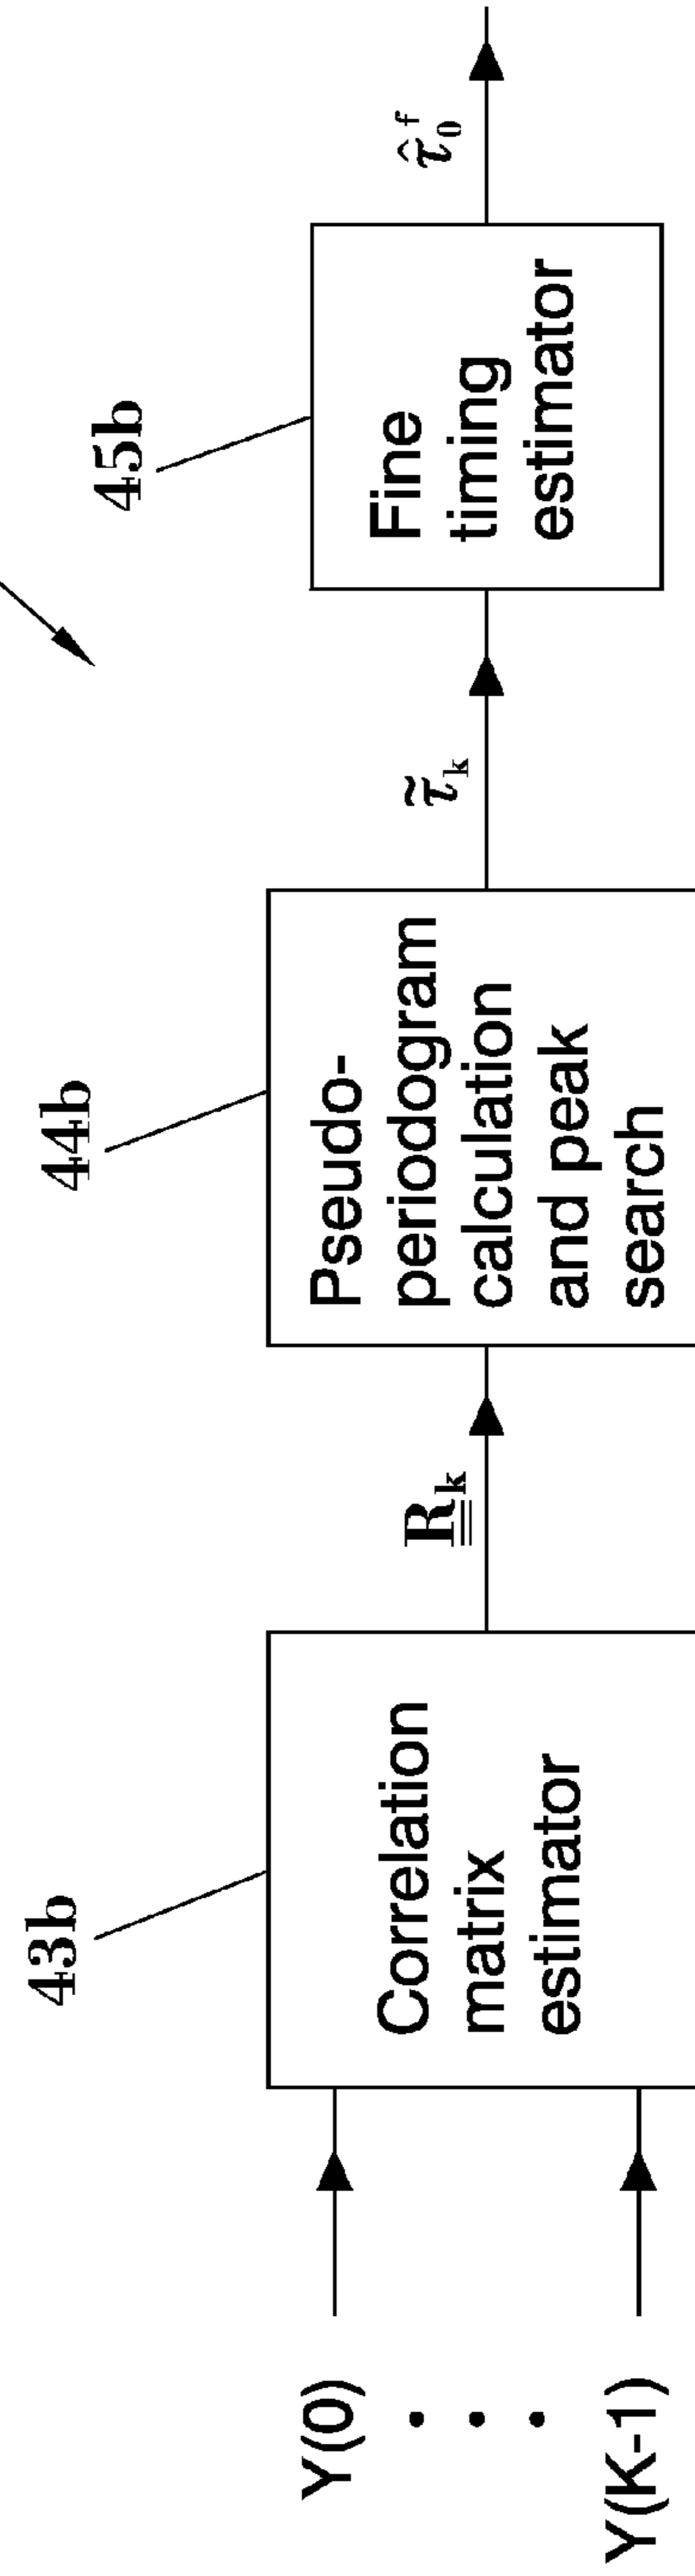 43b
44b
45b
Y(0)
Y(K-1)
Correlation
matrix
estimator
R̳k
Pseudo-
periodogram
calculation
and peak
search
τ̃k
Fine
timing
estimator
τ̂0f